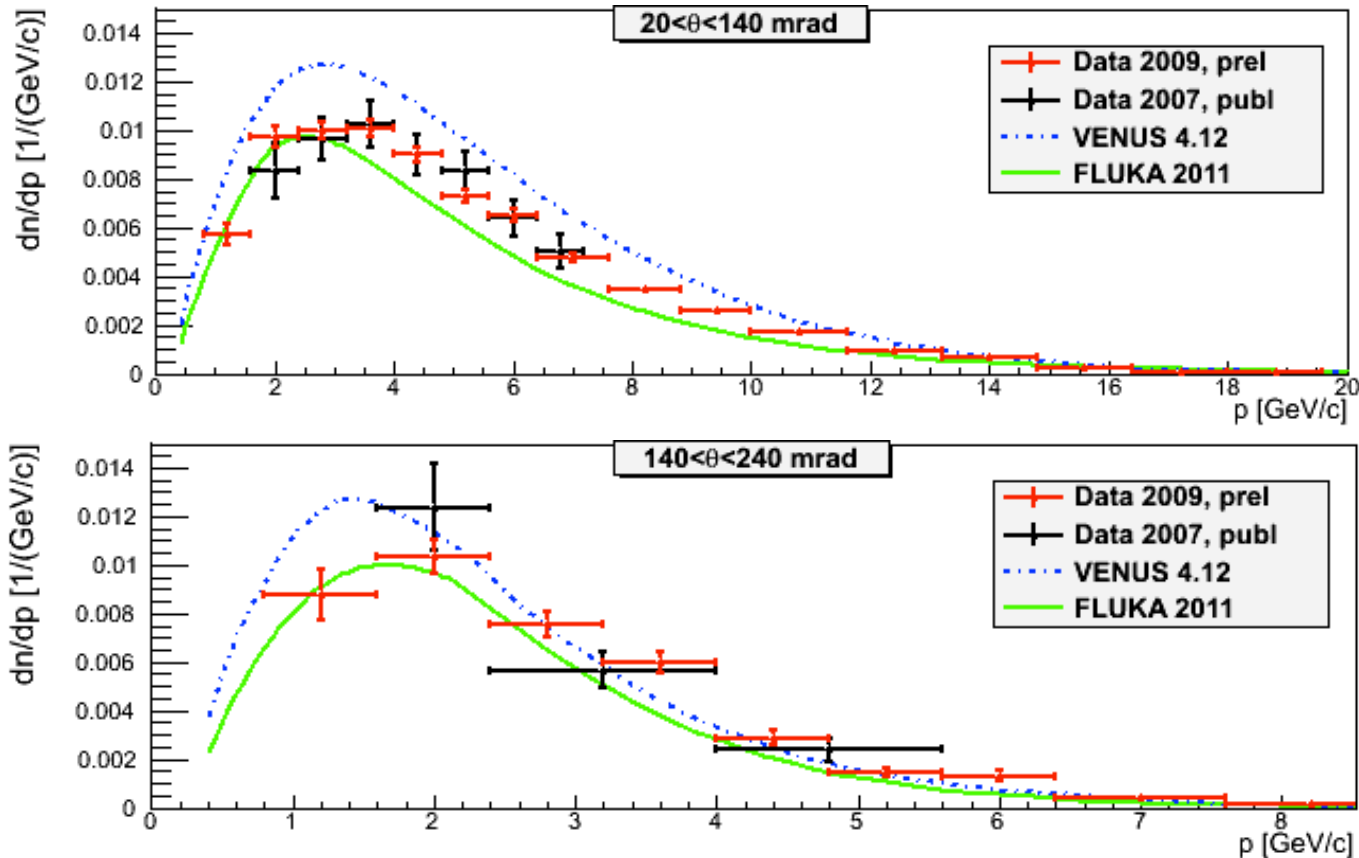 20<θ<140 mrad
dn/dp [1/(GeV/c)]
0.014
0.012
0.01
0.008
0.006
0.004
0.002
0
Data 2009, prel
Data 2007, publ
VENUS 4.12
FLUKA 2011
0 2 4 6 8 10 12 14 16 18 20
p [GeV/c]
140<θ<240 mrad
dn/dp [1/(GeV/c)]
0.014
0.012
0.01
0.008
0.006
0.004
0.002
0
Data 2009, prel
Data 2007, publ
VENUS 4.12
FLUKA 2011
0 1 2 3 4 5 6 7 8
p [GeV/c]